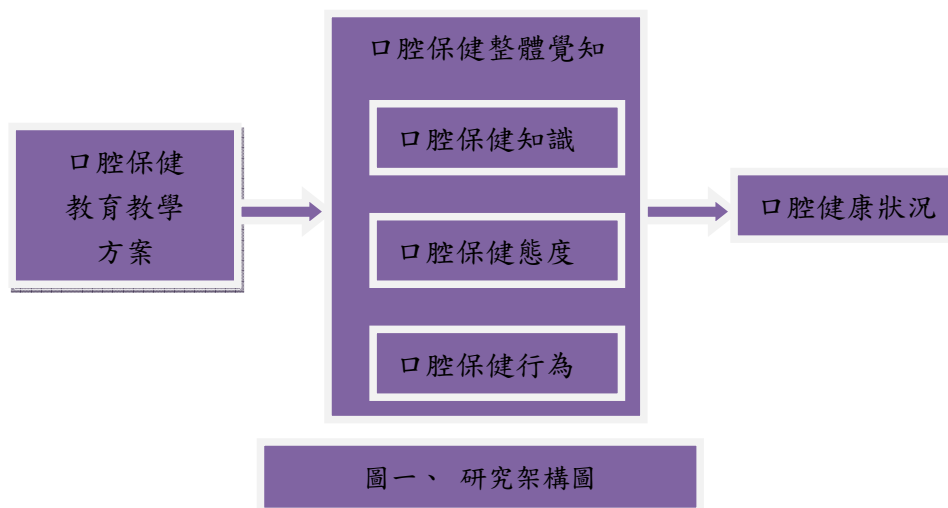 口腔保健
教育教學
方案
口腔保健整體覺知
口腔保健知識
口腔保健態度
口腔保健行為
口腔健康狀況
圖一、 研究架構圖